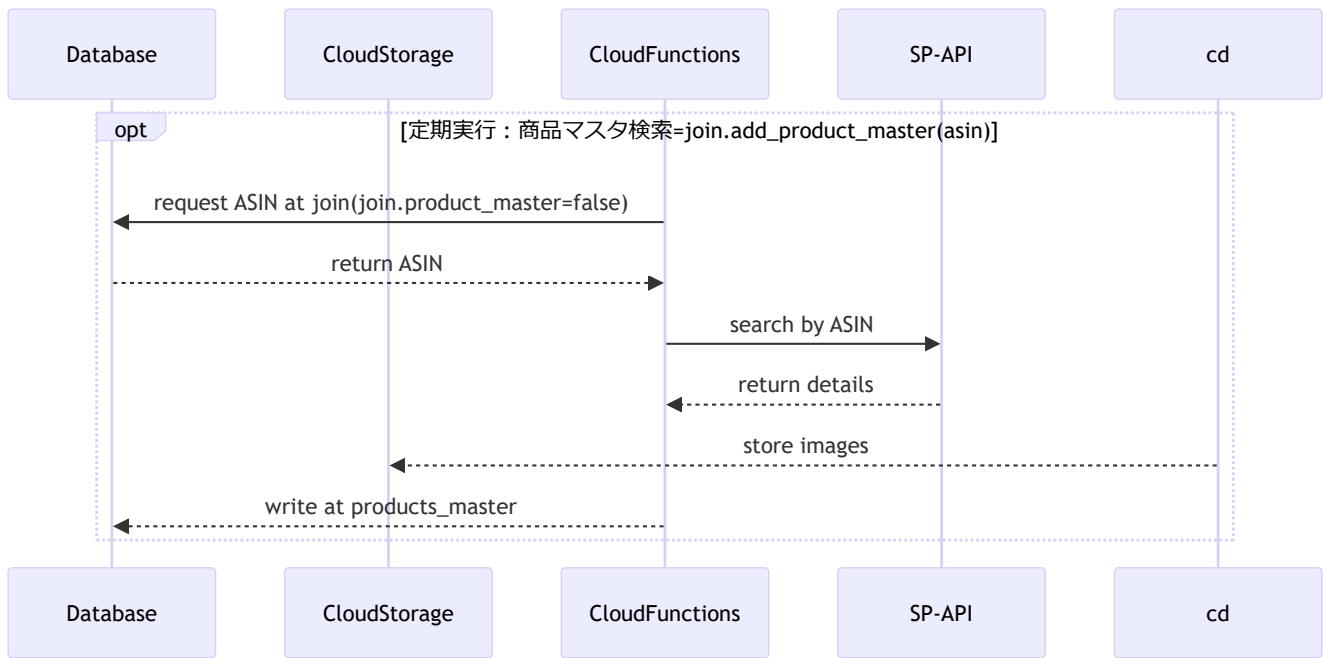 Database
CloudStorage
CloudFunctions
SP-API
cd
opt
[定期実行：商品マスタ検索=join.add_product_master(asin)]
request ASIN at join(join.product_master=false)
return ASIN
search by ASIN
return details
store images
write at products_master
Database
CloudStorage
CloudFunctions
SP-API
cd